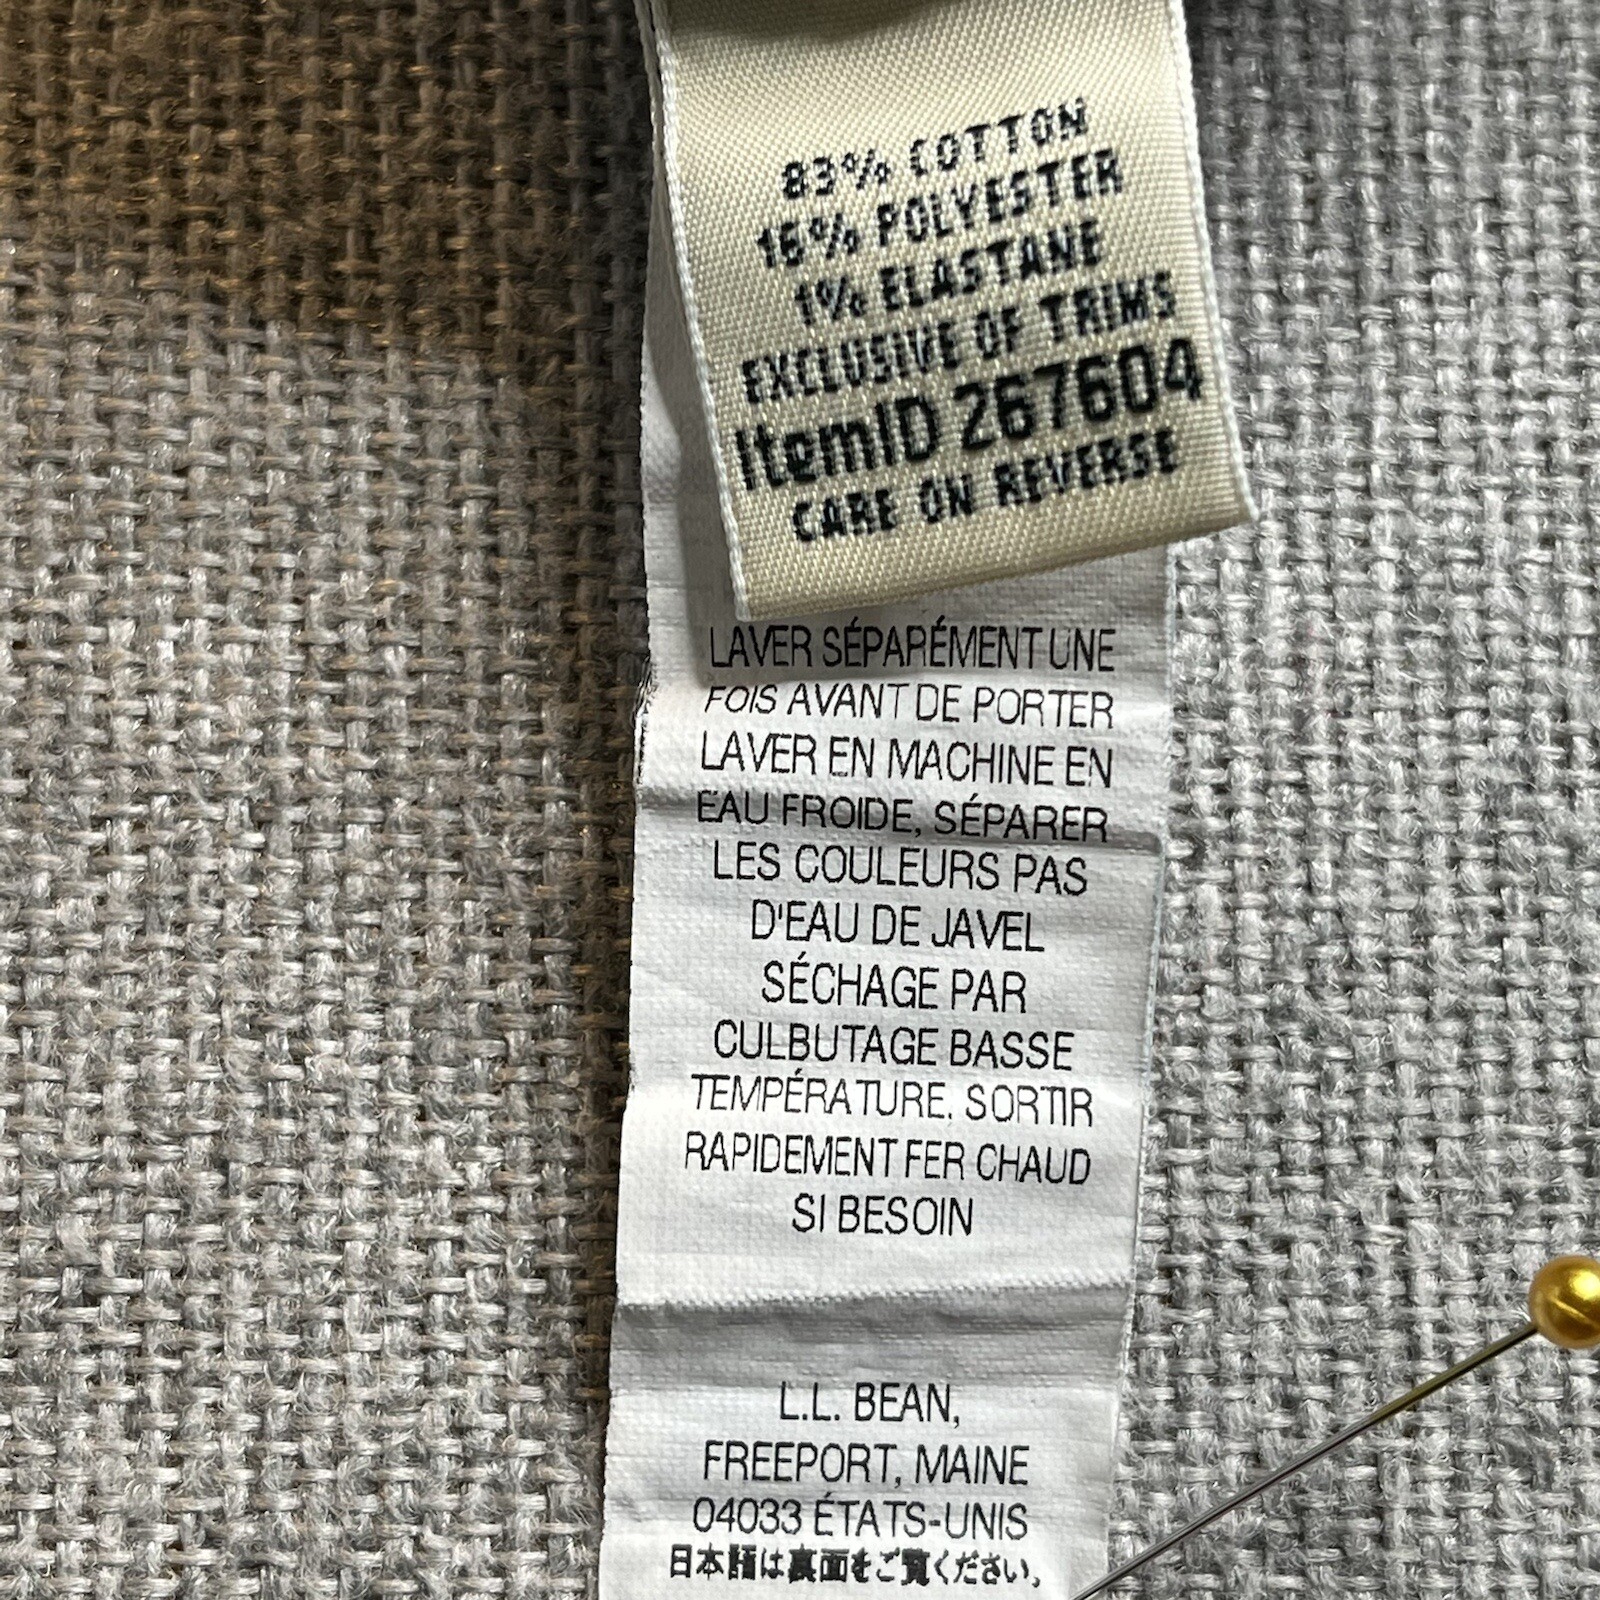 83% COTTON
16% POLYESTER
1% ELASTANE
EXCLUSIVE OF TRIMS
ItemID 267604
CARE ON REVERSE
LAVER SÉPARÉMENT UNE
FOIS AVANT DE PORTER
LAVER EN MACHINE EN
EAU FROIDE, SÉPARER
LES COULEURS PAS
D'EAU DE JAVEL
SÉCHAGE PAR
CULBUTAGE BASSE
TEMPÉRATURE, SORTIR
RAPIDEMENT FER CHAUD
SI BESOIN
L.L. BEAN,
FREEPORT, MAINE
04033 ÉTATS-UNIS
日本語は裏面をご覧ください。